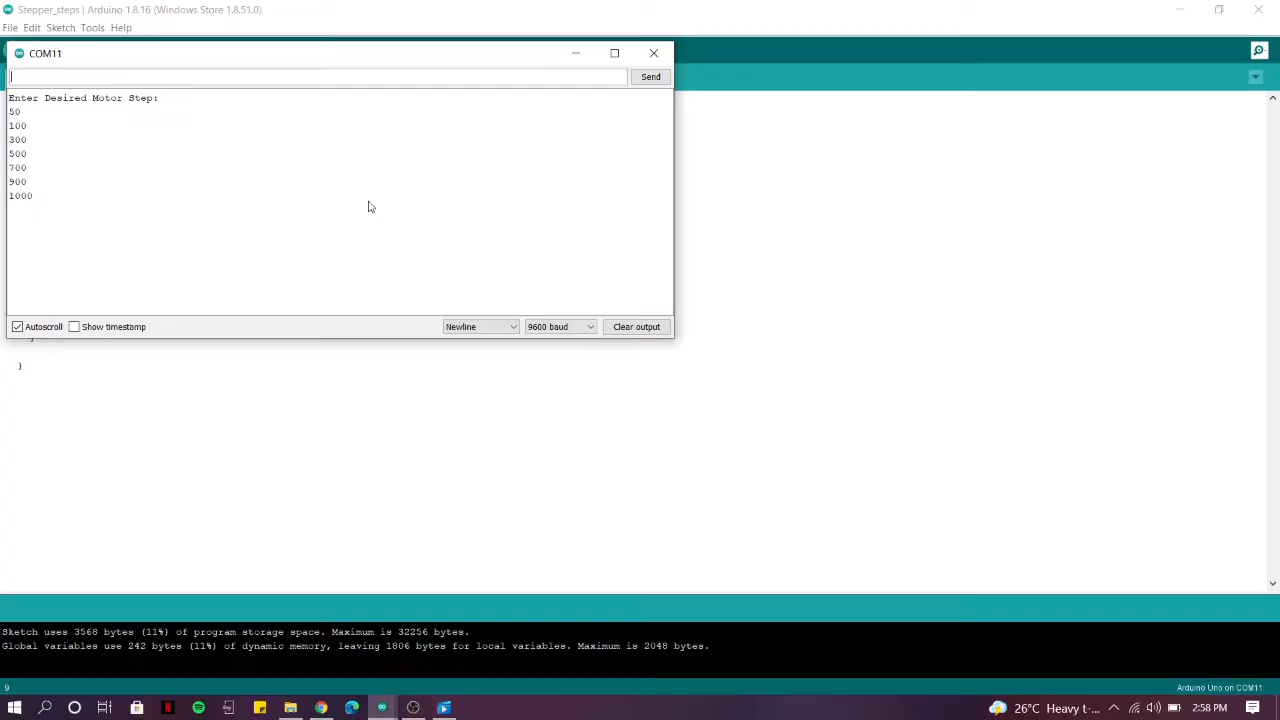 Stepper_steps | Arduino 1.8.16 (Windows Store 1.8.51.0)
File Edit Sketch Tools Help
COM11
Send
Enter Desired Motor Step:
50
100
300
500
700
900
1000
Autoscroll Show timestamp Newline 9600 baud Clear output
}
}
Sketch uses 3568 bytes (11%) of program storage space. Maximum is 32256 bytes.
Global variables use 242 bytes (11%) of dynamic memory, leaving 1806 bytes for local variables. Maximum is 2048 bytes.
9 Arduino Uno on COM11
26°C Heavy t-... 2:58 PM